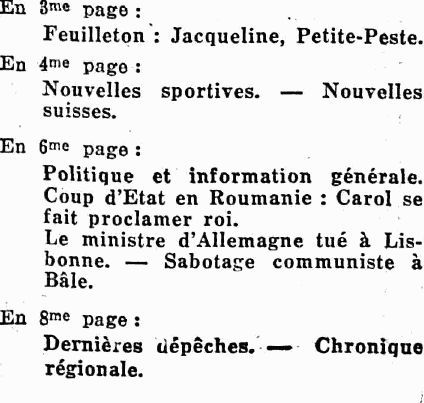 En 3me page :
Feuilleton : Jacqueline, Petite-Peste.
En 4me page :
Nouvelles sportives. — Nouvelles
suisses.
En 6me page :
Politique et information générale.
Coup d'Etat en Roumanie : Carol se
fait proclamer roi.
Le ministre d'Allemagne tué à Lis-
bonne. — Sabotage communiste à
Bâle.
En 8me page :
Dernières dépêches. — Chronique
régionale.